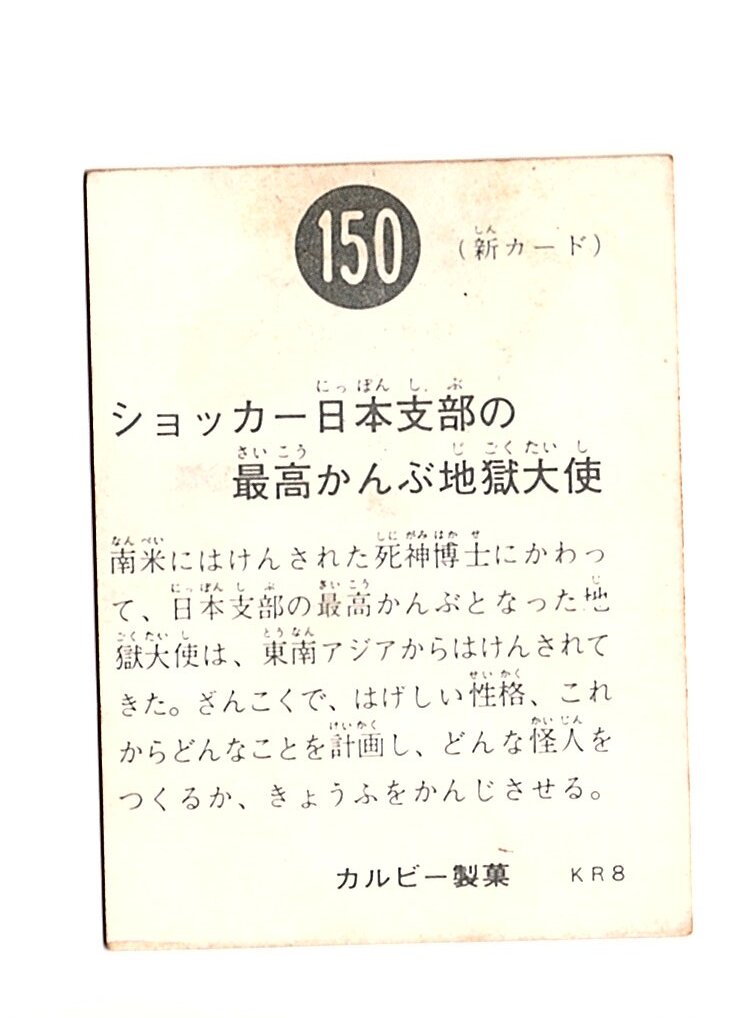 150 (新カード)
ショッカー日本支部の
最高かんぶ地獄大使
南米にはけんされた死神博士にかわっ
て、日本支部の最高かんぶとなった地
獄大使は、東南アジアからはけんされて
きた。ざんこくで、はげしい性格、これ
からどんなことを計画し、どんな怪人を
つくるか、きょうふをかんじさせる。
カルビー製菓 KR8